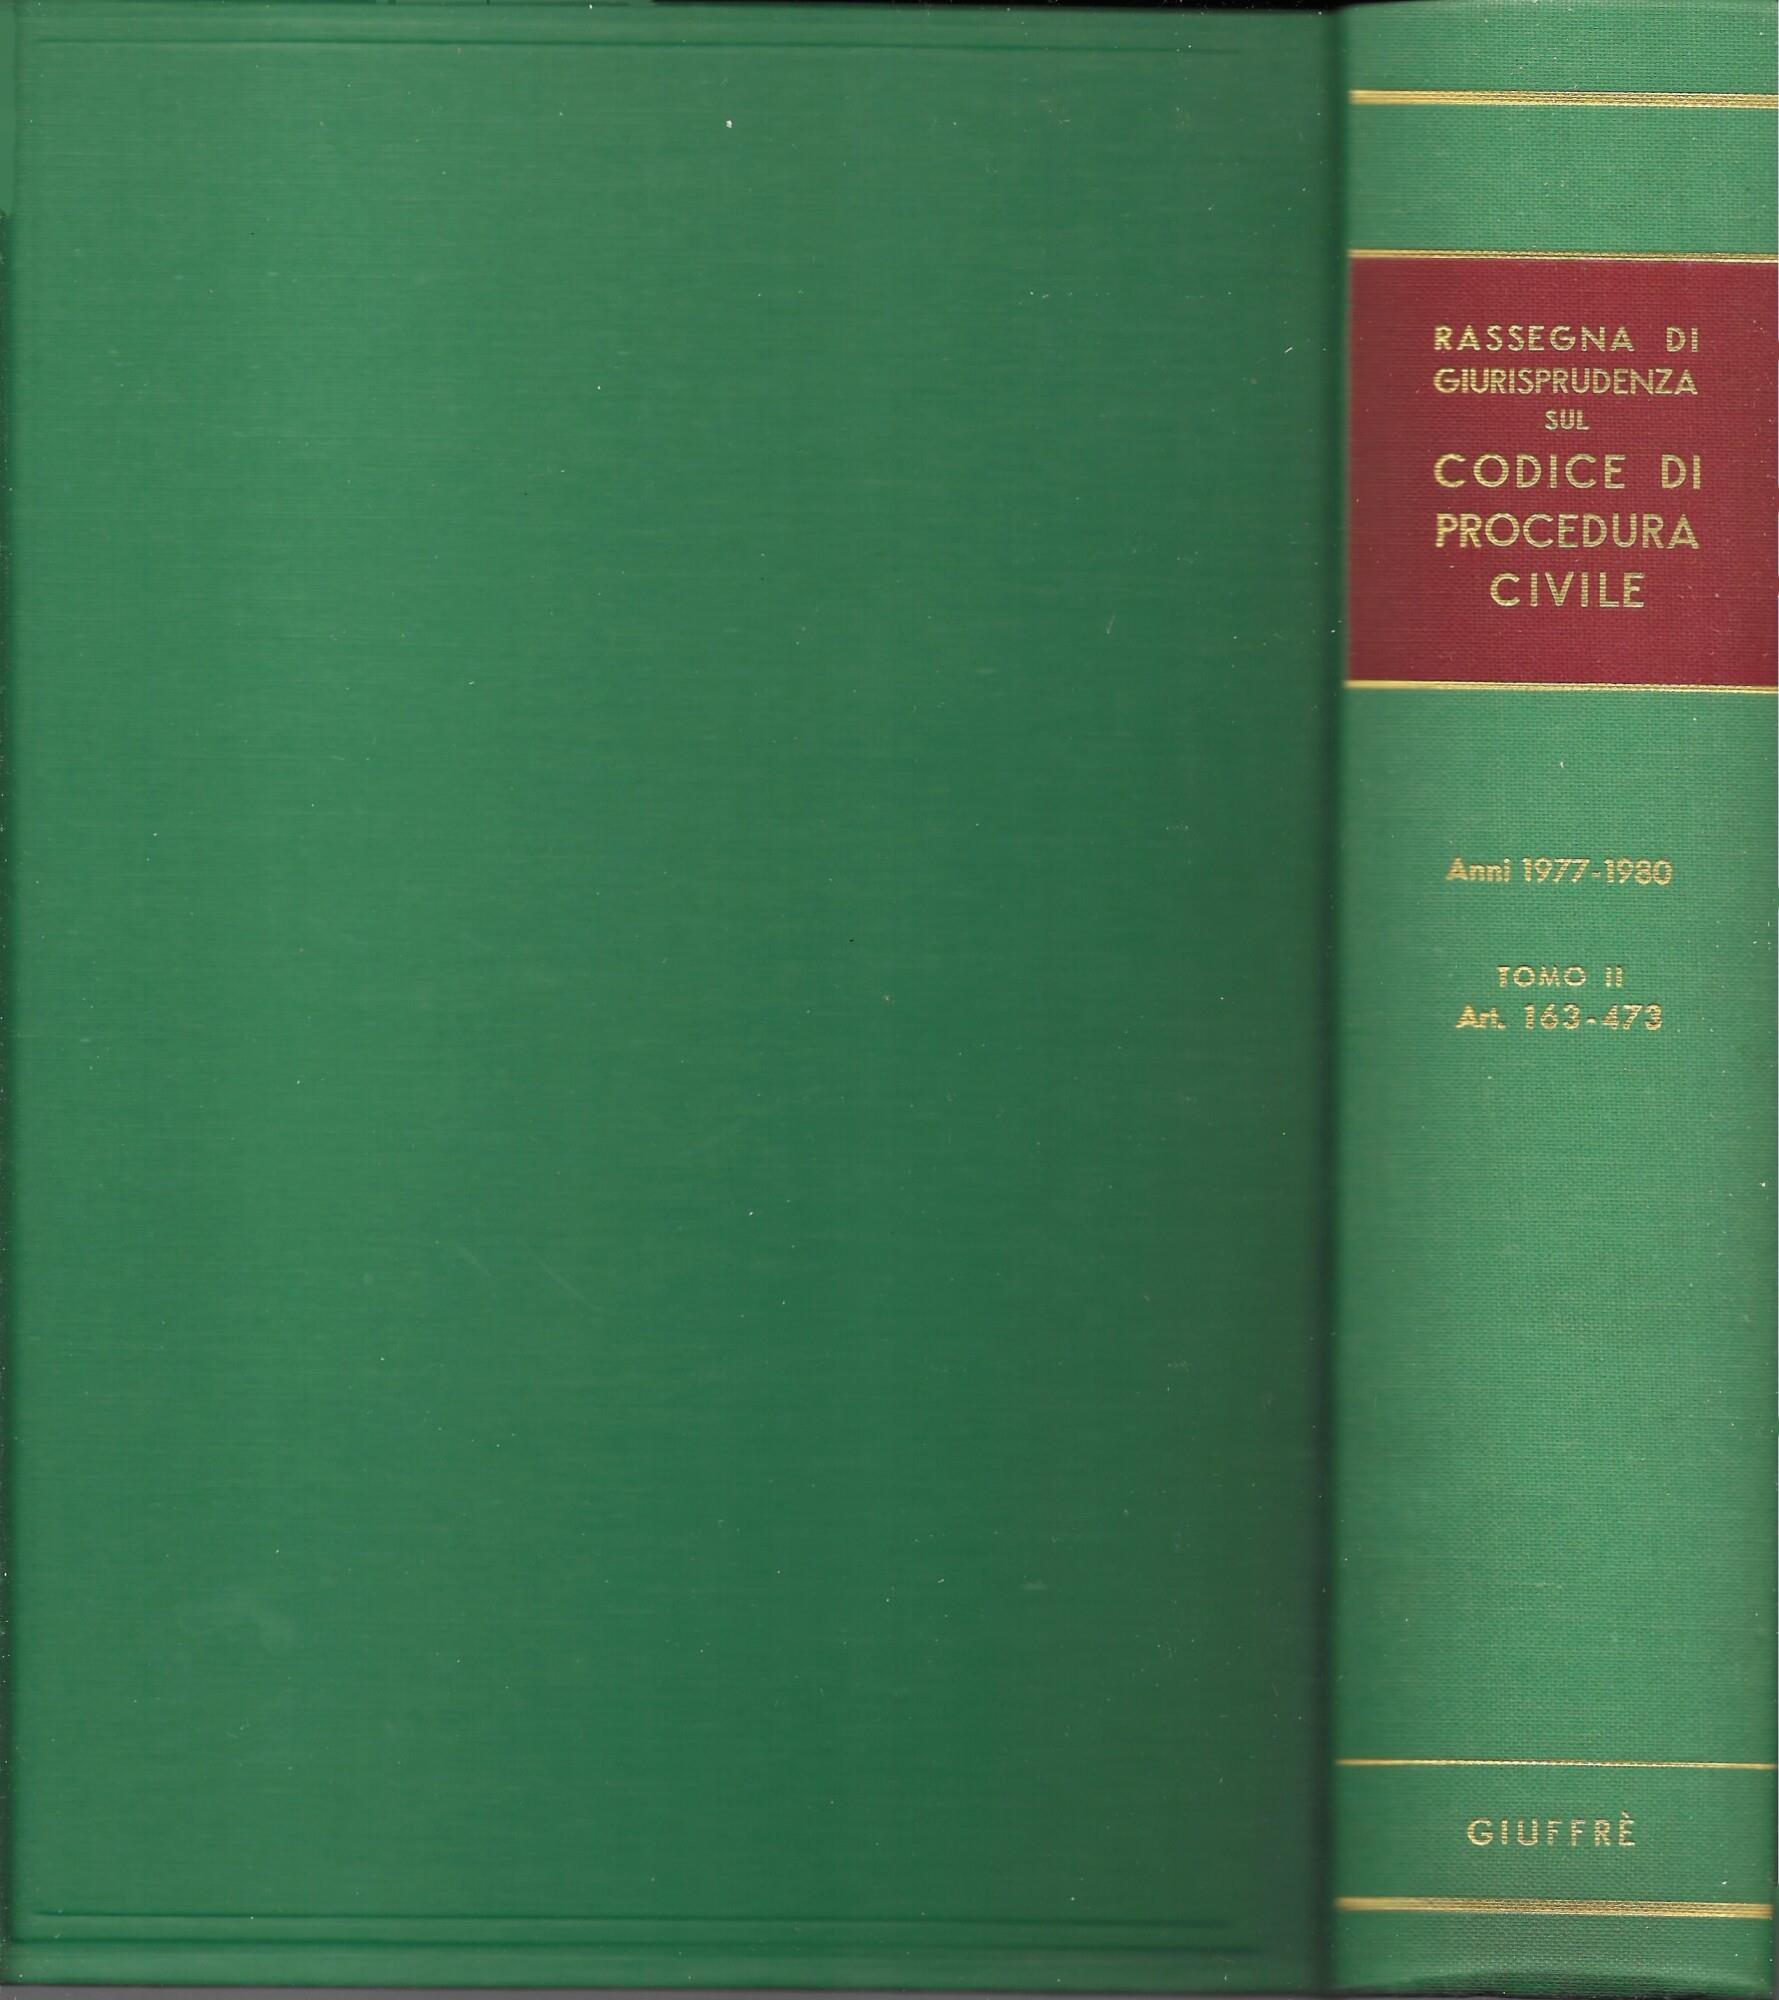 RASSEGNA DI
GIURISPRUDENZA
SUL
CODICE DI
PROCEDURA
CIVILE
Anni 1977-1980
TOMO II
Art. 163-473
GIUFFRÈ